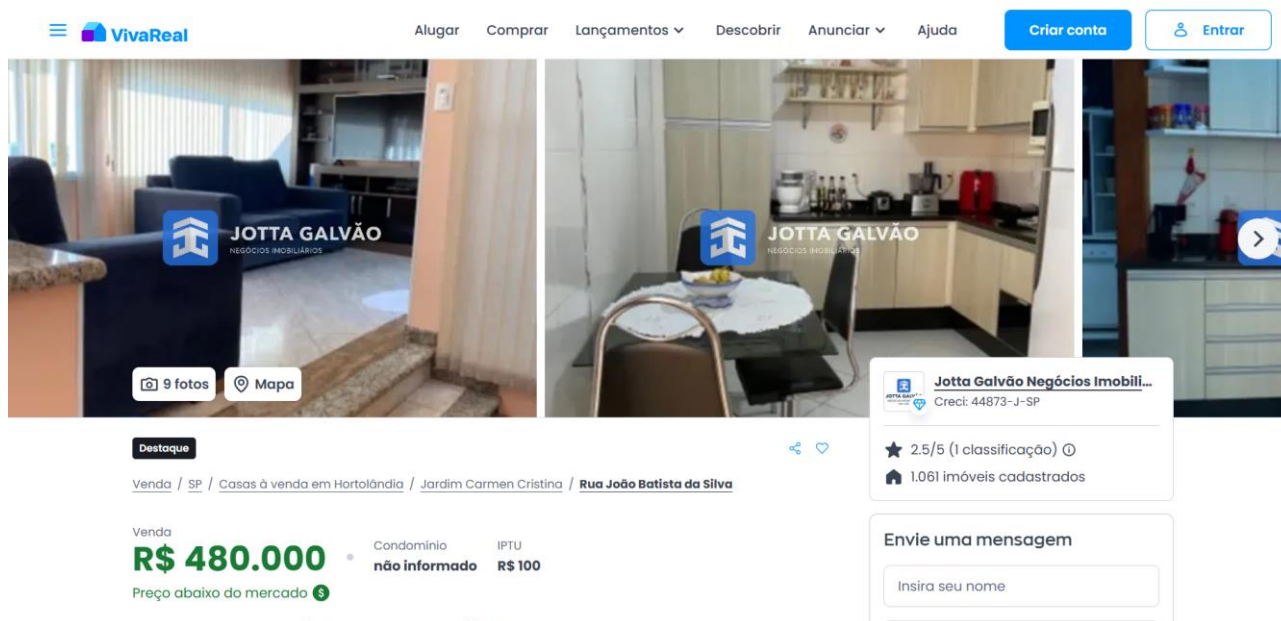 VivaReal
Alugar Comprar Lançamentos Descobrir Anunciar Ajuda Criar conta Entrar
JOTTA GALVÃO
NEGÓCIOS IMOBILIÁRIOS
JOTTA GALVÃO
NEGÓCIOS IMOBILIÁRIOS
9 fotos Mapa
Jotta Galvão Negócios Imobili...
Creci: 44873-J-SP
2.5/5 (1 classificação)
1.061 imóveis cadastrados
Destaque
Venda / SP / Casas à venda em Hortolândia / Jardim Carmen Cristina / Rua João Batista da Silva
Venda
R$ 480.000
Preço abaixo do mercado $
Condomínio
não informado
IPTU
R$ 100
Envie uma mensagem
Insira seu nome